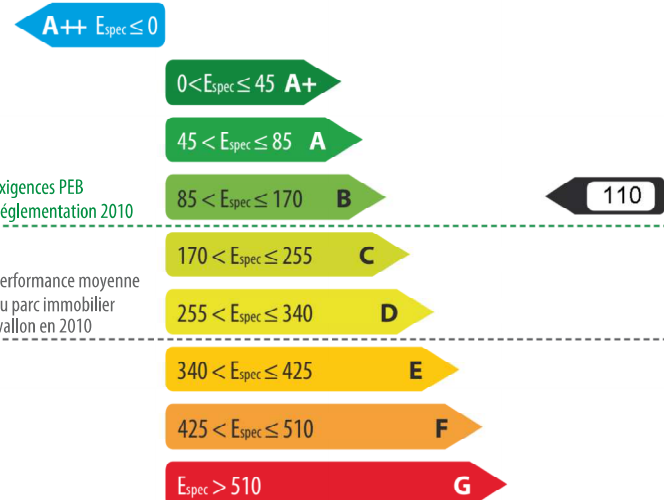 A++ Espec ≤ 0
0<Espec ≤ 45 A+
45 < Espec ≤ 85 A
xigences PEB
églementation 2010
85 < Espec ≤ 170 B
110
170 < Espec ≤ 255 C
erformance moyenne
u parc immobilier
wallon en 2010
255 < Espec ≤ 340 D
340 < Espec ≤ 425 E
425 < Espec ≤ 510 F
Espec > 510 G